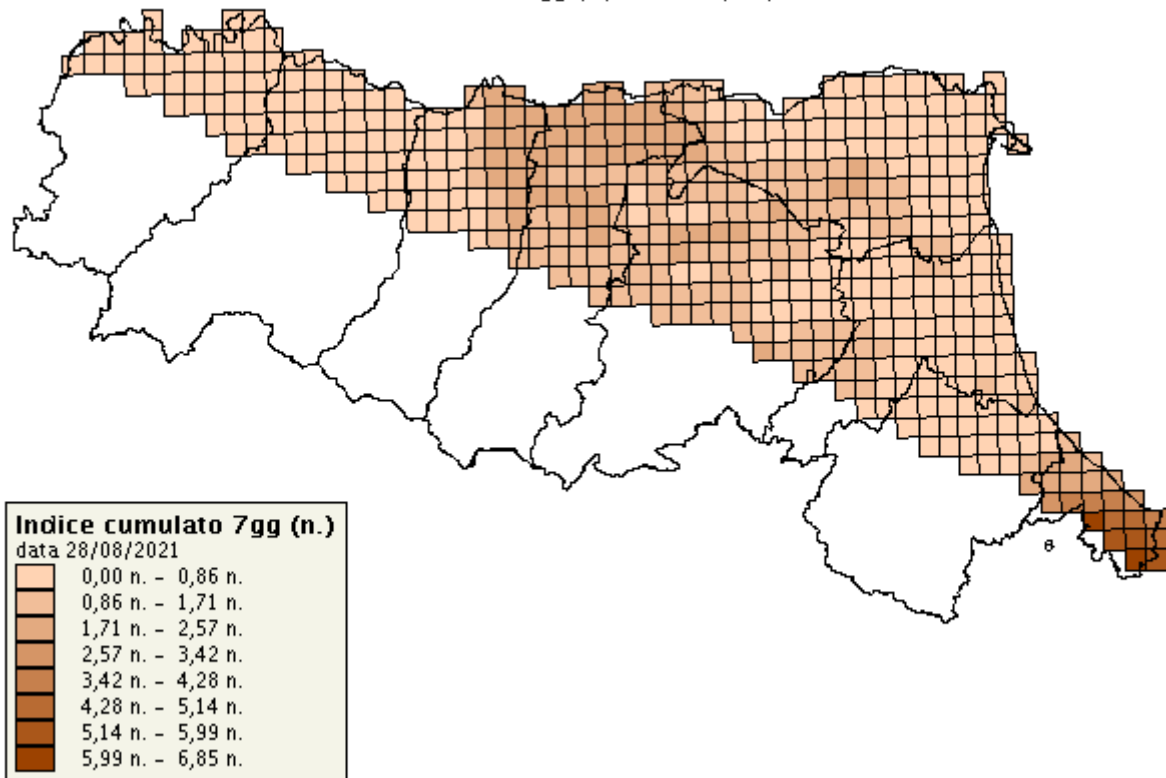 Indice cumulato 7gg (n.)
data 28/08/2021
0,00 n. – 0,86 n.
0,86 n. – 1,71 n.
1,71 n. – 2,57 n.
2,57 n. – 3,42 n.
3,42 n. – 4,28 n.
4,28 n. – 5,14 n.
5,14 n. – 5,99 n.
5,99 n. – 6,85 n.